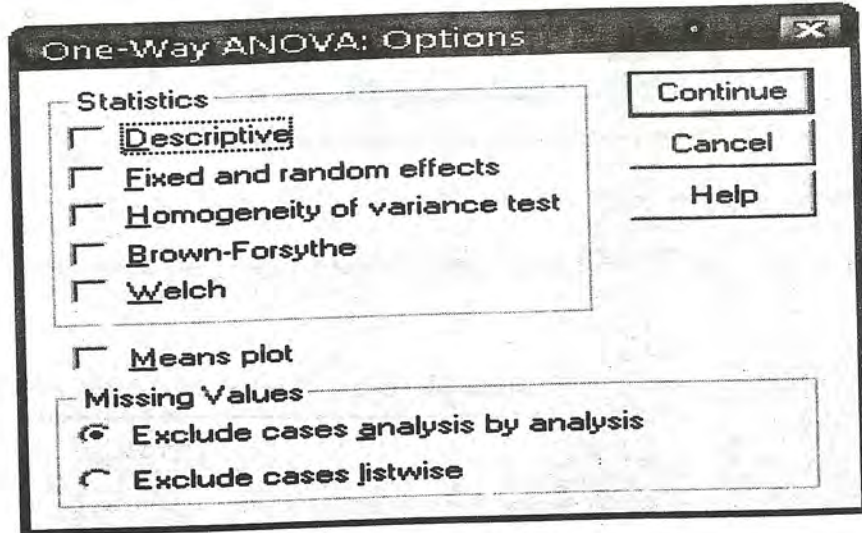 One-Way ANOVA: Options
Statistics
Descriptive
Fixed and random effects
Homogeneity of variance test
Brown-Forsythe
Welch
Means plot
Missing Values
Exclude cases analysis by analysis
Exclude cases listwise
Continue
Cancel
Help